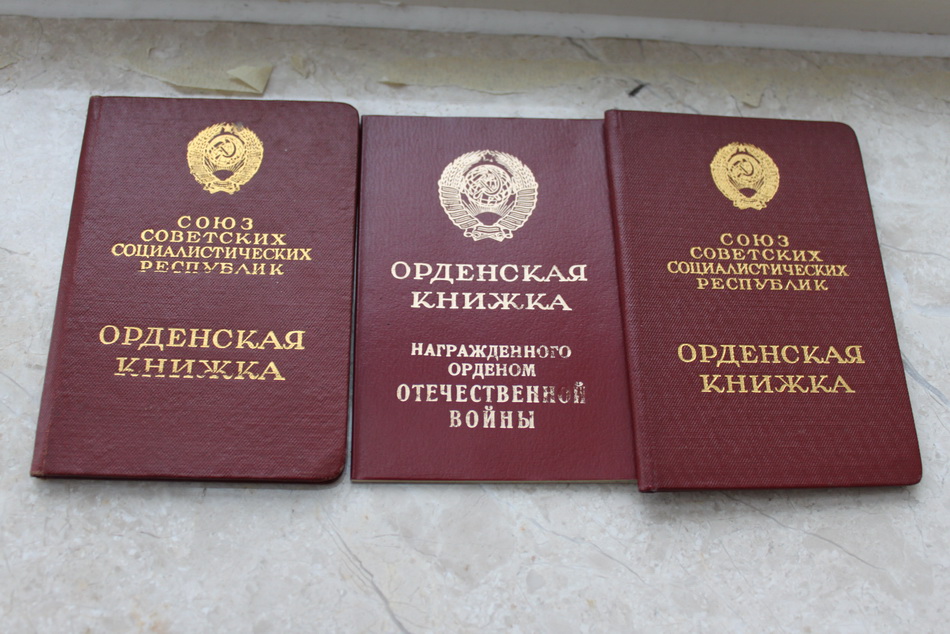 СОЮЗ
СОВЕТСКИХ
СОЦИАЛИСТИЧЕСКИХ
РЕСПУБЛИК
ОРДЕНСКАЯ
КНИЖКА
ОРДЕНСКАЯ
КНИЖКА
НАГРАЖДЕННОГО
ОРДЕНОМ
ОТЕЧЕСТВЕННОЙ
ВОЙНЫ
СОЮЗ
СОВЕТСКИХ
СОЦИАЛИСТИЧЕСКИХ
РЕСПУБЛИК
ОРДЕНСКАЯ
КНИЖКА